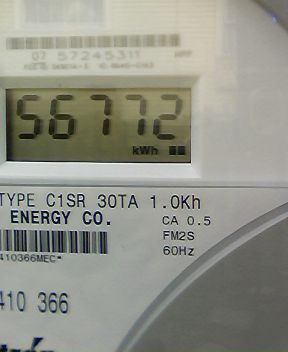 07 57245311
56772
kWh
TYPE C1SR 30TA 1.0Kh
ENERGY CO.
CA 0.5
FM2S
60Hz
410366MEC*
410 366